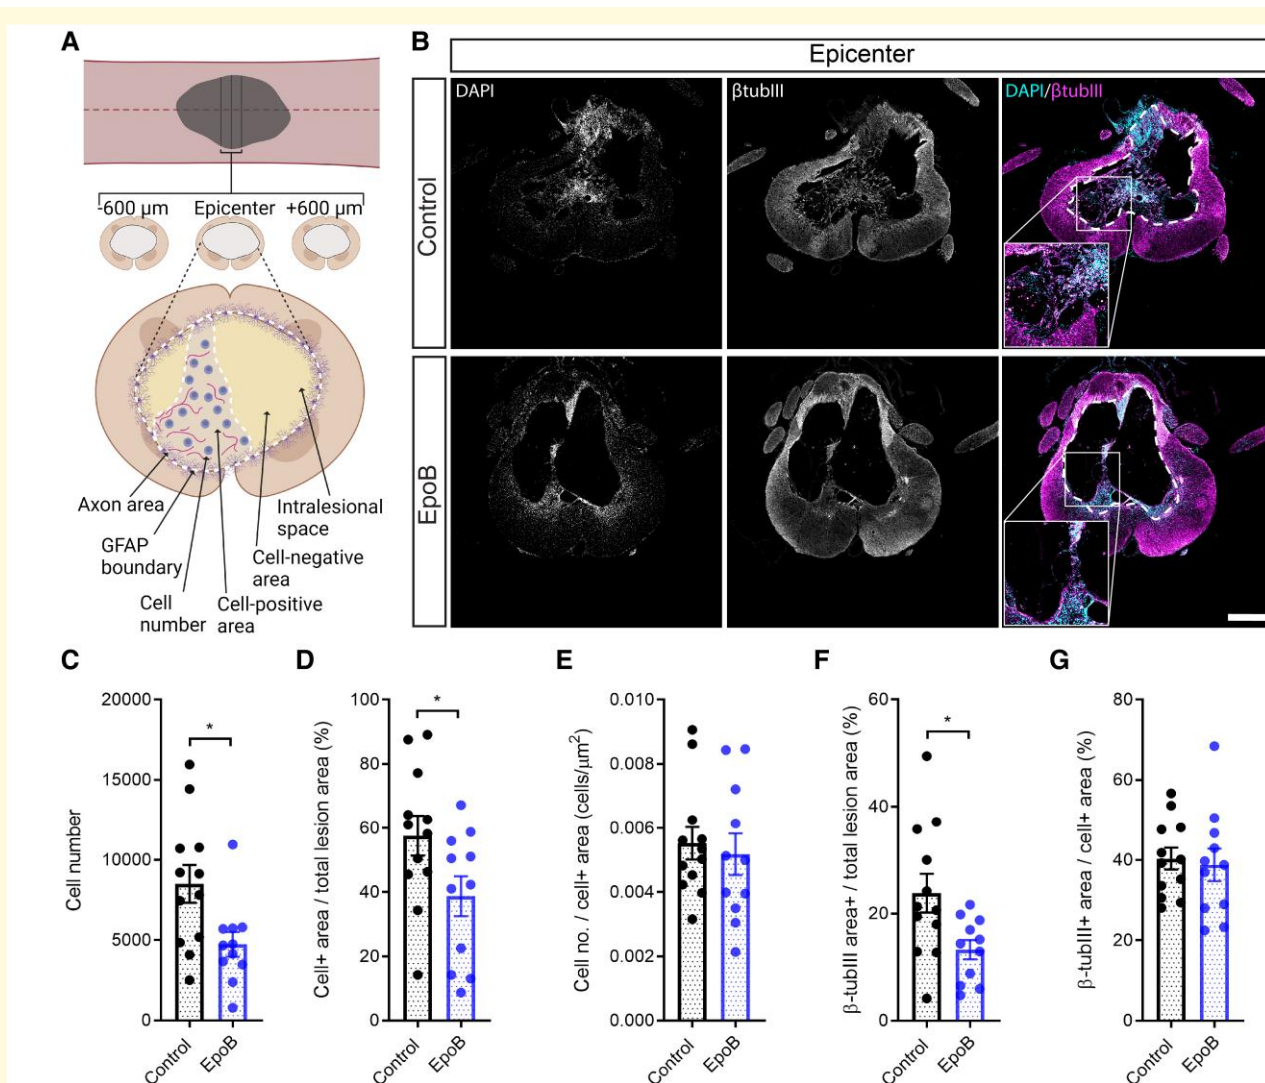 A
-600 µm
Epicenter
+600 µm
Axon area
GFAP
boundary
Cell
number
Cell-positive
area
Cell-negative
area
Intralesional
space
B
Epicenter
Control
DAPI
βtubIII
DAPI/βtubIII
EpoB
C
Cell number
20000
15000
10000
5000
0
*
Control
EpoB
D
Cell+ area / total lesion area (%)
100
80
60
40
20
0
*
Control
EpoB
E
Cell no. / cell+ area (cells/µm²)
0.010
0.008
0.006
0.004
0.002
0.000
Control
EpoB
F
β-tubIII area+ / total lesion area (%)
60
40
20
0
*
Control
EpoB
G
β-tubIII+ area / cell+ area (%)
80
60
40
20
0
Control
EpoB